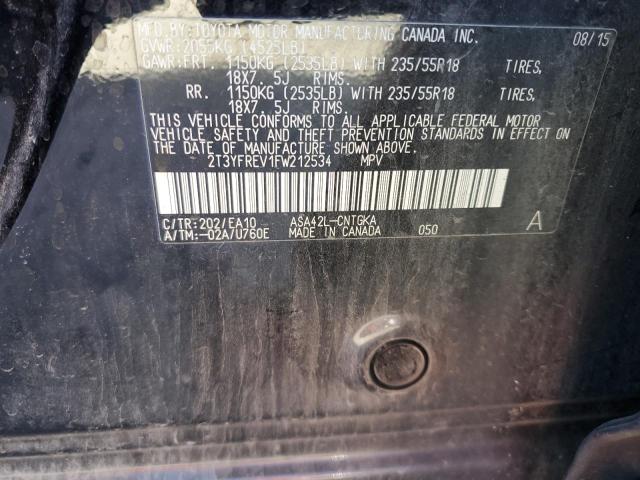 MFD.BY:TOYOTA MOTOR MANUFACTURING CANADA INC. 08/15
GVWR:2055KG (4525LB)
GAWR:FRT. 1150KG (2535LB) WITH 235/55R18 TIRES,
18X7.5J RIMS.
RR. 1150KG (2535LB) WITH 235/55R18 TIRES,
18X7.5J RIMS.
THIS VEHICLE CONFORMS TO ALL APPLICABLE FEDERAL MOTOR
VEHICLE SAFETY AND THEFT PREVENTION STANDARDS IN EFFECT ON
THE DATE OF MANUFACTURE SHOWN ABOVE.
2T3YFREV1FW212534 MPV
C/TR:202/EA10 ASA42L-CNTGKA A
A/TM:-02A/U760E MADE IN CANADA 050